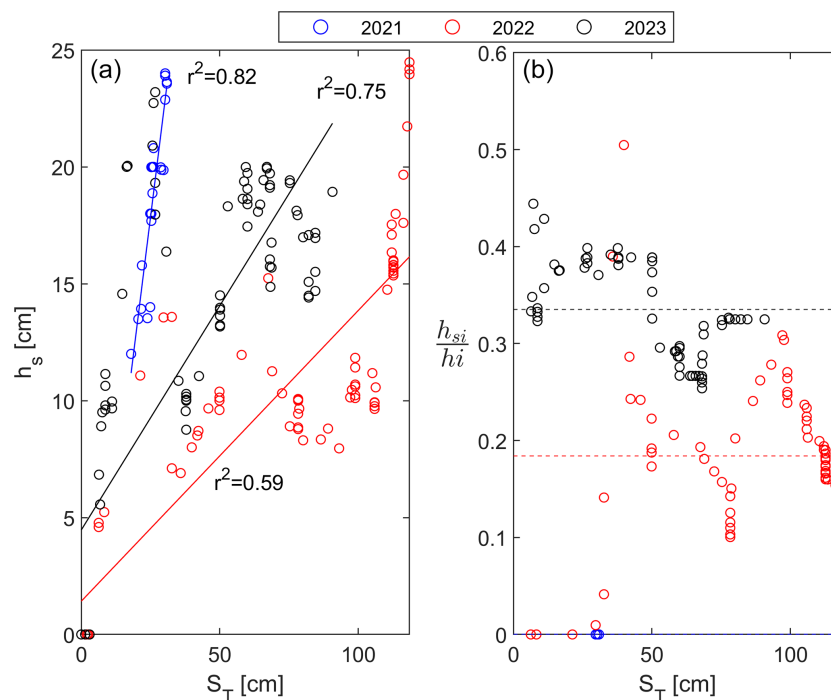 2021 2022 2023
(a)
r²=0.82
r²=0.75
r²=0.59
25
20
15
10
5
0
h_s [cm]
0 50 100
S_T [cm]
(b)
0.6
0.5
0.4
0.3
0.2
0.1
0
h_si
hi
0 50 100
S_T [cm]